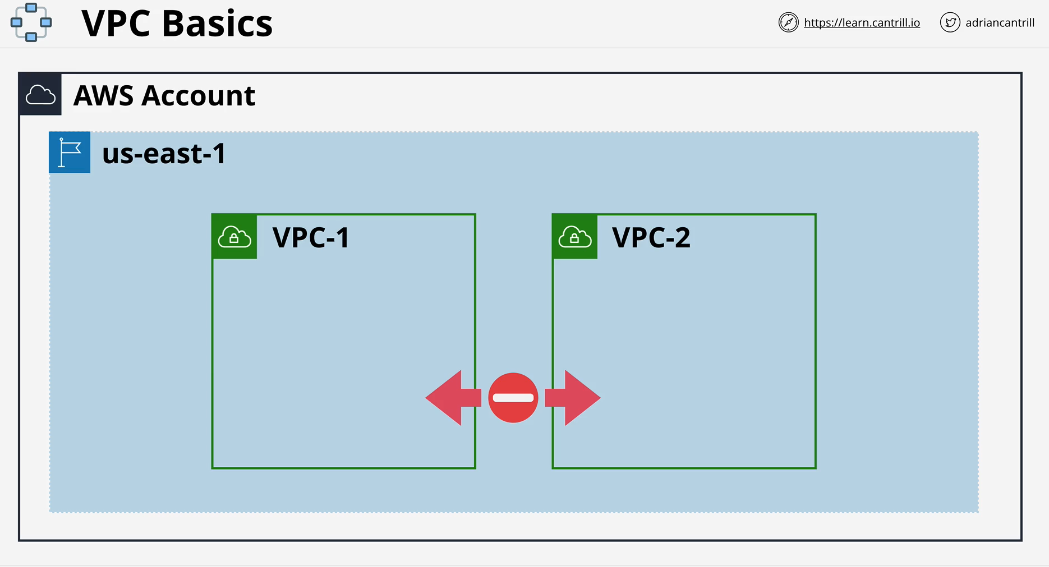 VPC Basics
https://learn.cantrill.io
adriancantrill
AWS Account
us-east-1
VPC-1
VPC-2